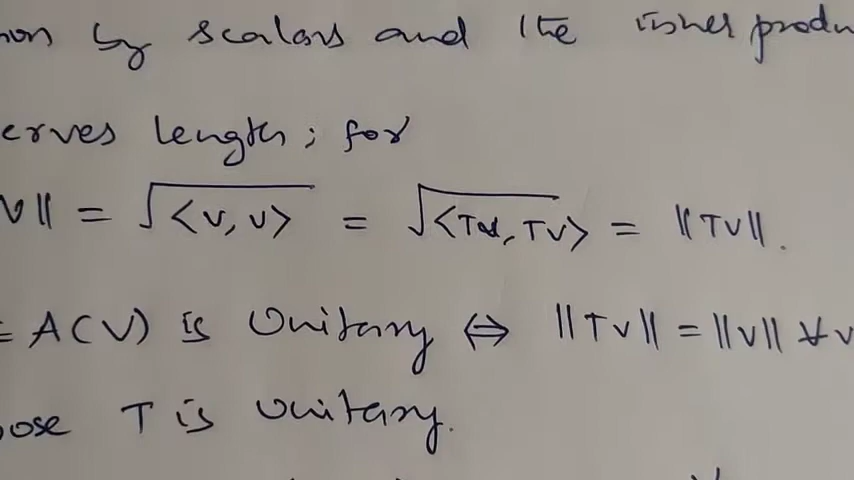 by scalars and the inner produ
erves length; for
V|| = √<v, v> = √<Tv, Tv> = ||TV||.
= A(V) is Unitary ⇔ ||Tv|| = ||v|| ∀ v
ose T is unitary.